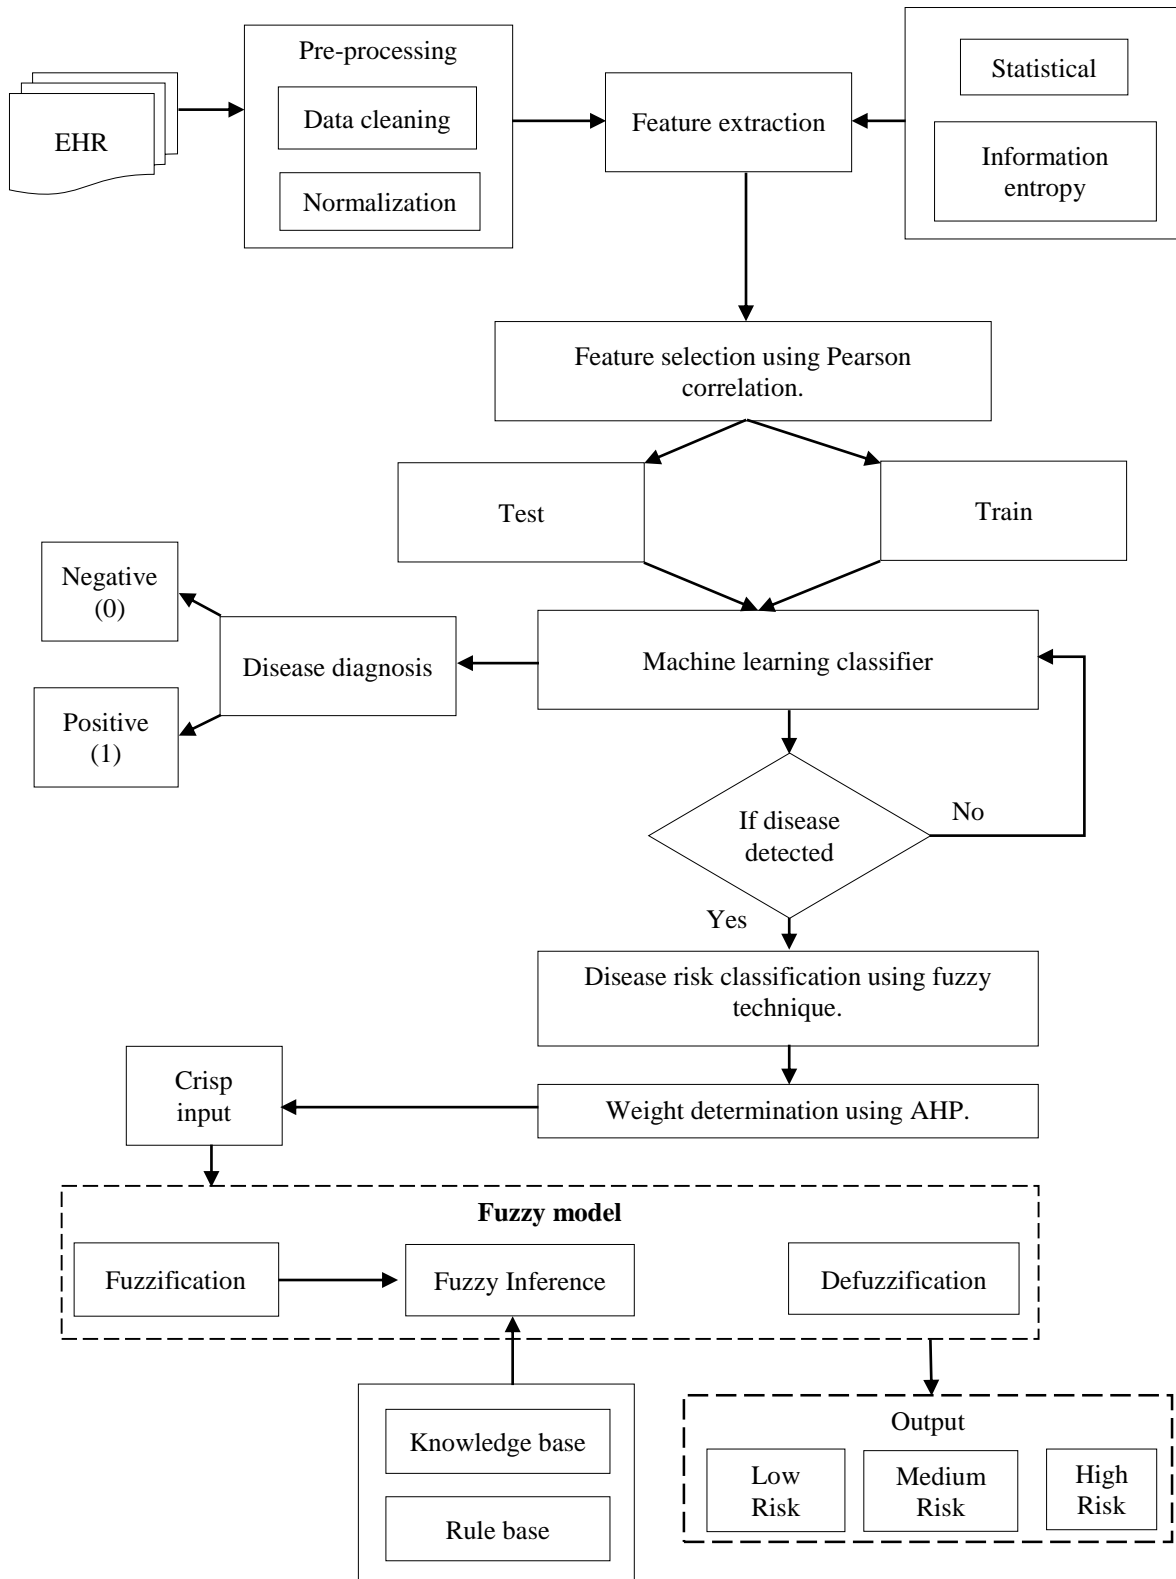 Pre-processing
Statistical
EHR
Data cleaning
Feature extraction
Information
entropy
Normalization
Feature selection using Pearson
correlation.
Test
Train
Negative
(0)
Disease diagnosis
Machine learning classifier
Positive
(1)
If disease
detected
No
Yes
Disease risk classification using fuzzy
technique.
Crisp
input
Weight determination using AHP.
Fuzzy model
Fuzzification
Fuzzy Inference
Defuzzification
Knowledge base
Rule base
Output
Low
Risk
Medium
Risk
High
Risk